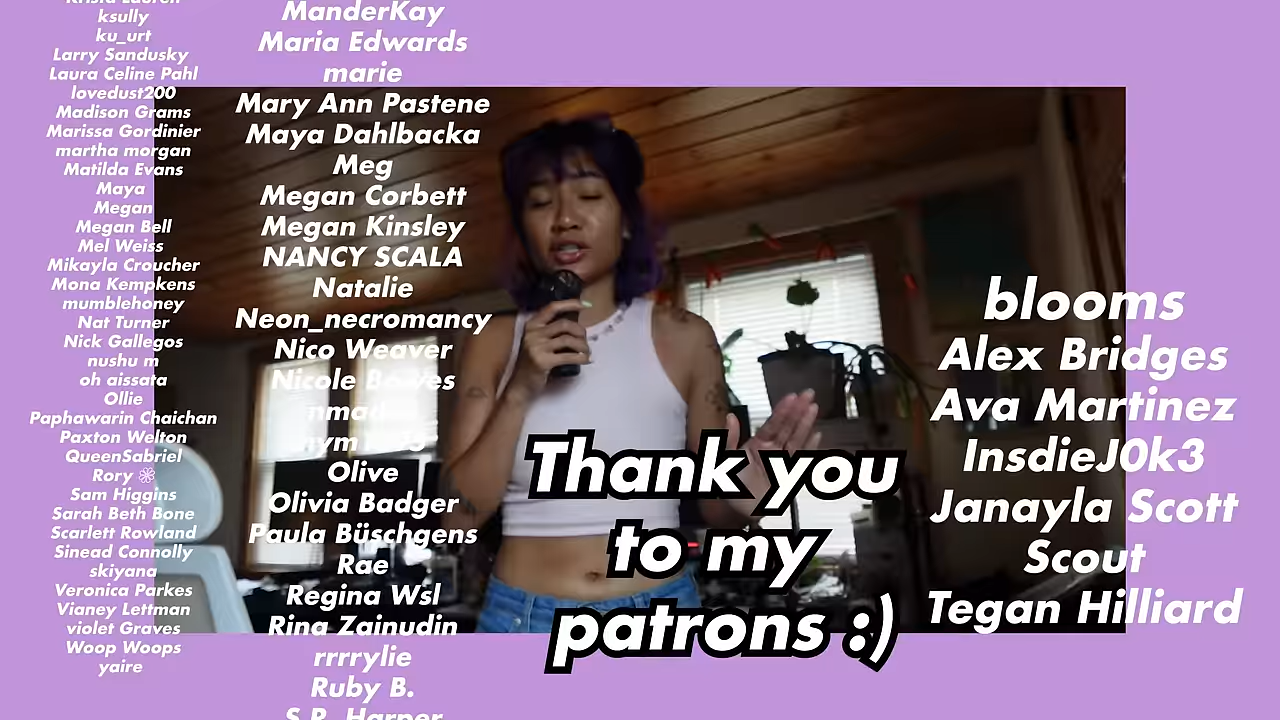 ksully
ku_urt
Larry Sandusky
Laura Celine Pahl
lovedust200
Madison Grams
Marissa Gordinier
martha morgan
Matilda Evans
Maya
Megan
Megan Bell
Mel Weiss
Mikayla Croucher
Mona Kempkens
mumblehoney
Nat Turner
Nick Gallegos
nushu m
oh aissata
Ollie
Paphawarin Chaichan
Paxton Welton
QueenSabriel
Rory 🌸
Sam Higgins
Sarah Beth Bone
Scarlett Rowland
Sinead Connolly
skiyana
Veronica Parkes
Vianey Lettman
violet Graves
Woop Woops
yaire
ManderKay
Maria Edwards
marie
Mary Ann Pastene
Maya Dahlbacka
Meg
Megan Corbett
Megan Kinsley
NANCY SCALA
Natalie
Neon_necromancy
Nico Weaver
Nicole
Olive
Olivia Badger
Paula Büschgens
Rae
Regina Wsl
Rina Zainudin
rrrrylie
Ruby B.
S.R. Harper
Thank you
to my
patrons :)
blooms
Alex Bridges
Ava Martinez
InsdieJ0k3
Janayla Scott
Scout
Tegan Hilliard